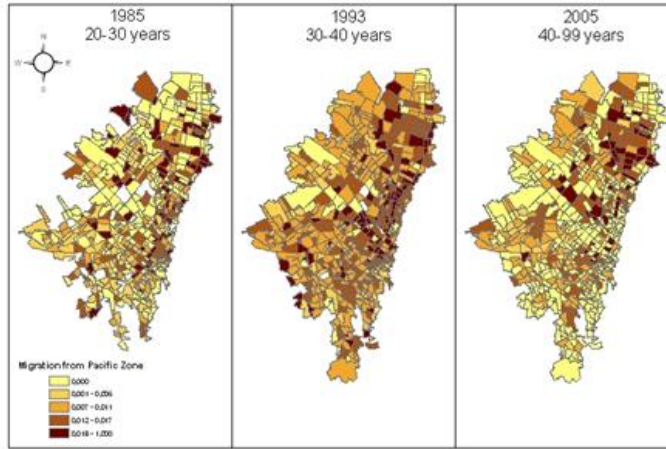 1985
20-30 years
1993
30-40 years
2005
40-99 years
N
W
E
S
Migration from Pacific Zone
0,000
0,001 - 0,006
0,007 - 0,011
0,012 - 0,017
0,018 - 1,000